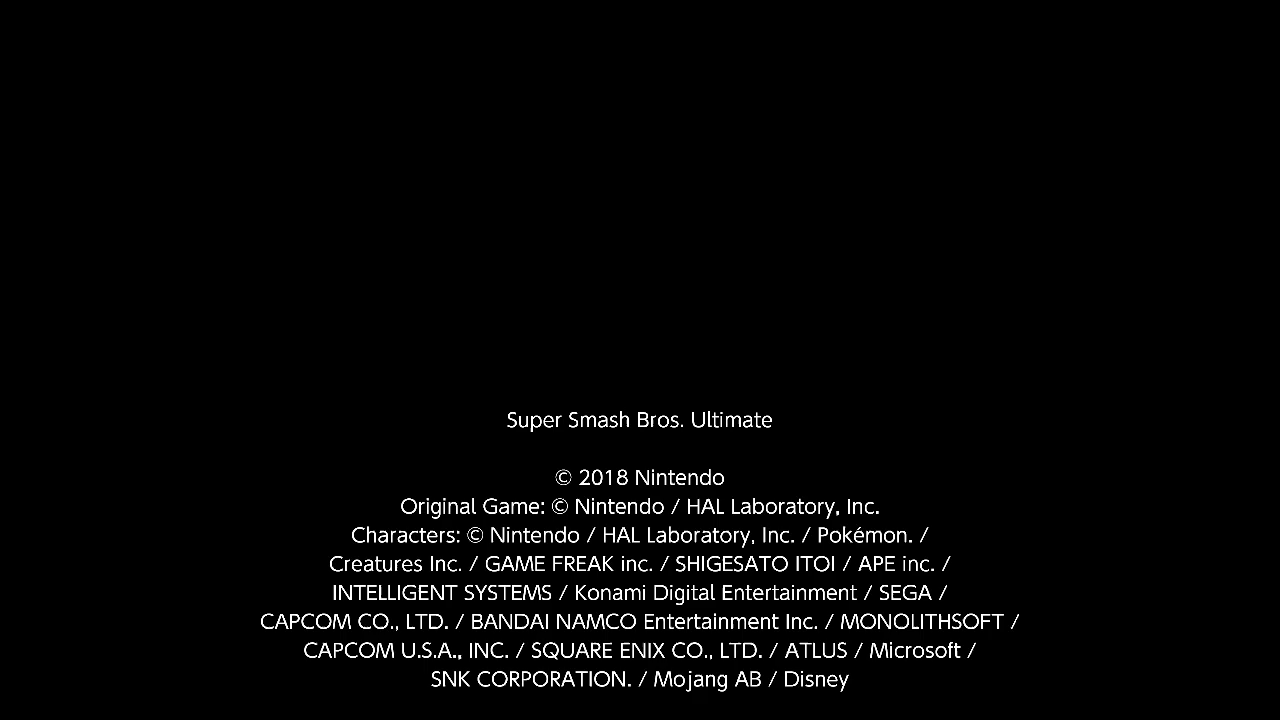 Super Smash Bros. Ultimate
© 2018 Nintendo
Original Game: © Nintendo / HAL Laboratory, Inc.
Characters: © Nintendo / HAL Laboratory, Inc. / Pokémon. /
Creatures Inc. / GAME FREAK inc. / SHIGESATO ITOI / APE inc. /
INTELLIGENT SYSTEMS / Konami Digital Entertainment / SEGA /
CAPCOM CO., LTD. / BANDAI NAMCO Entertainment Inc. / MONOLITHSOFT /
CAPCOM U.S.A., INC. / SQUARE ENIX CO., LTD. / ATLUS / Microsoft /
SNK CORPORATION. / Mojang AB / Disney